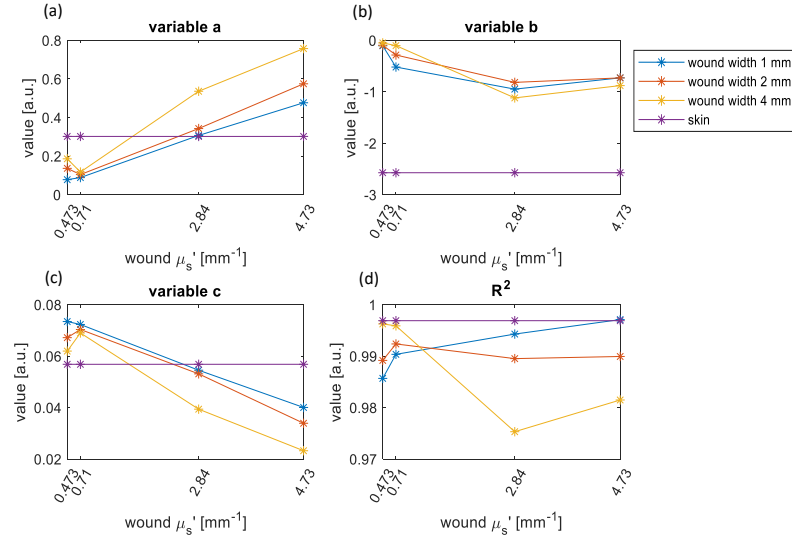 (a)
variable a
value [a.u.]
0.8
0.6
0.4
0.2
0
0.473
0.71
2.84
4.73
wound μs' [mm-1]
(b)
variable b
value [a.u.]
0
-1
-2
-3
0.473
0.71
2.84
4.73
wound μs' [mm-1]
wound width 1 mm
wound width 2 mm
wound width 4 mm
skin
(c)
variable c
value [a.u.]
0.08
0.06
0.04
0.02
0.473
0.71
2.84
4.73
wound μs' [mm-1]
(d)
R2
value [a.u.]
1
0.99
0.98
0.97
0.473
0.71
2.84
4.73
wound μs' [mm-1]